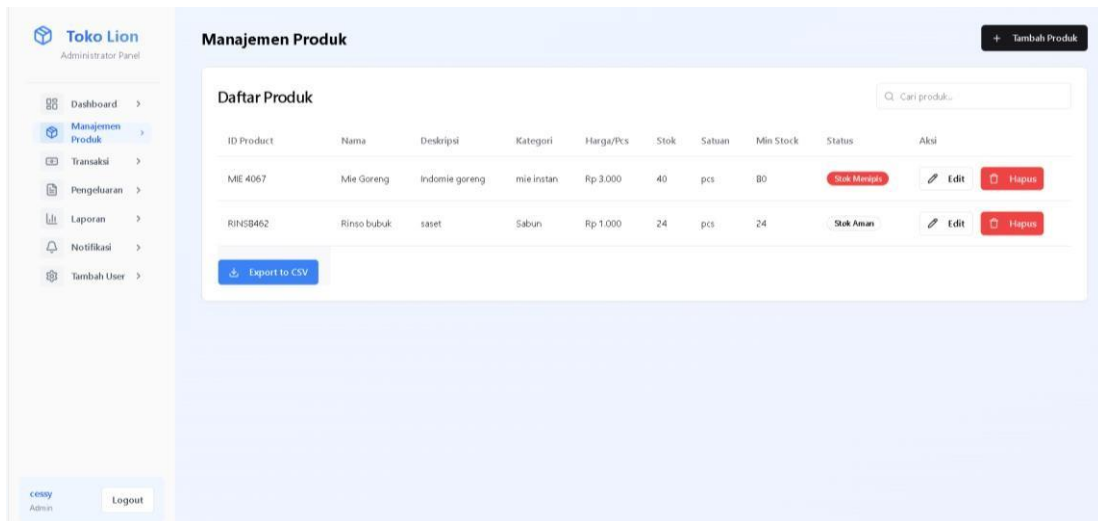 Toko Lion
Administrator Panel
Dashboard
Manajemen
Produk
Transaksi
Pengeluaran
Laporan
Notifikasi
Tambah User
cessy
Admin
Logout
Manajemen Produk
+ Tambah Produk
Daftar Produk
Cari produk...
ID Product Nama Deskripsi Kategori Harga/Pcs Stok Satuan Min Stock Status Aksi
MIE 4067 Mie Goreng Indomie goreng mie instan Rp 3.000 40 pcs 80 Stok Menipis Edit Hapus
RINS8462 Rinso bubuk saset Sabun Rp 1.000 24 pcs 24 Stok Aman Edit Hapus
Export to CSV